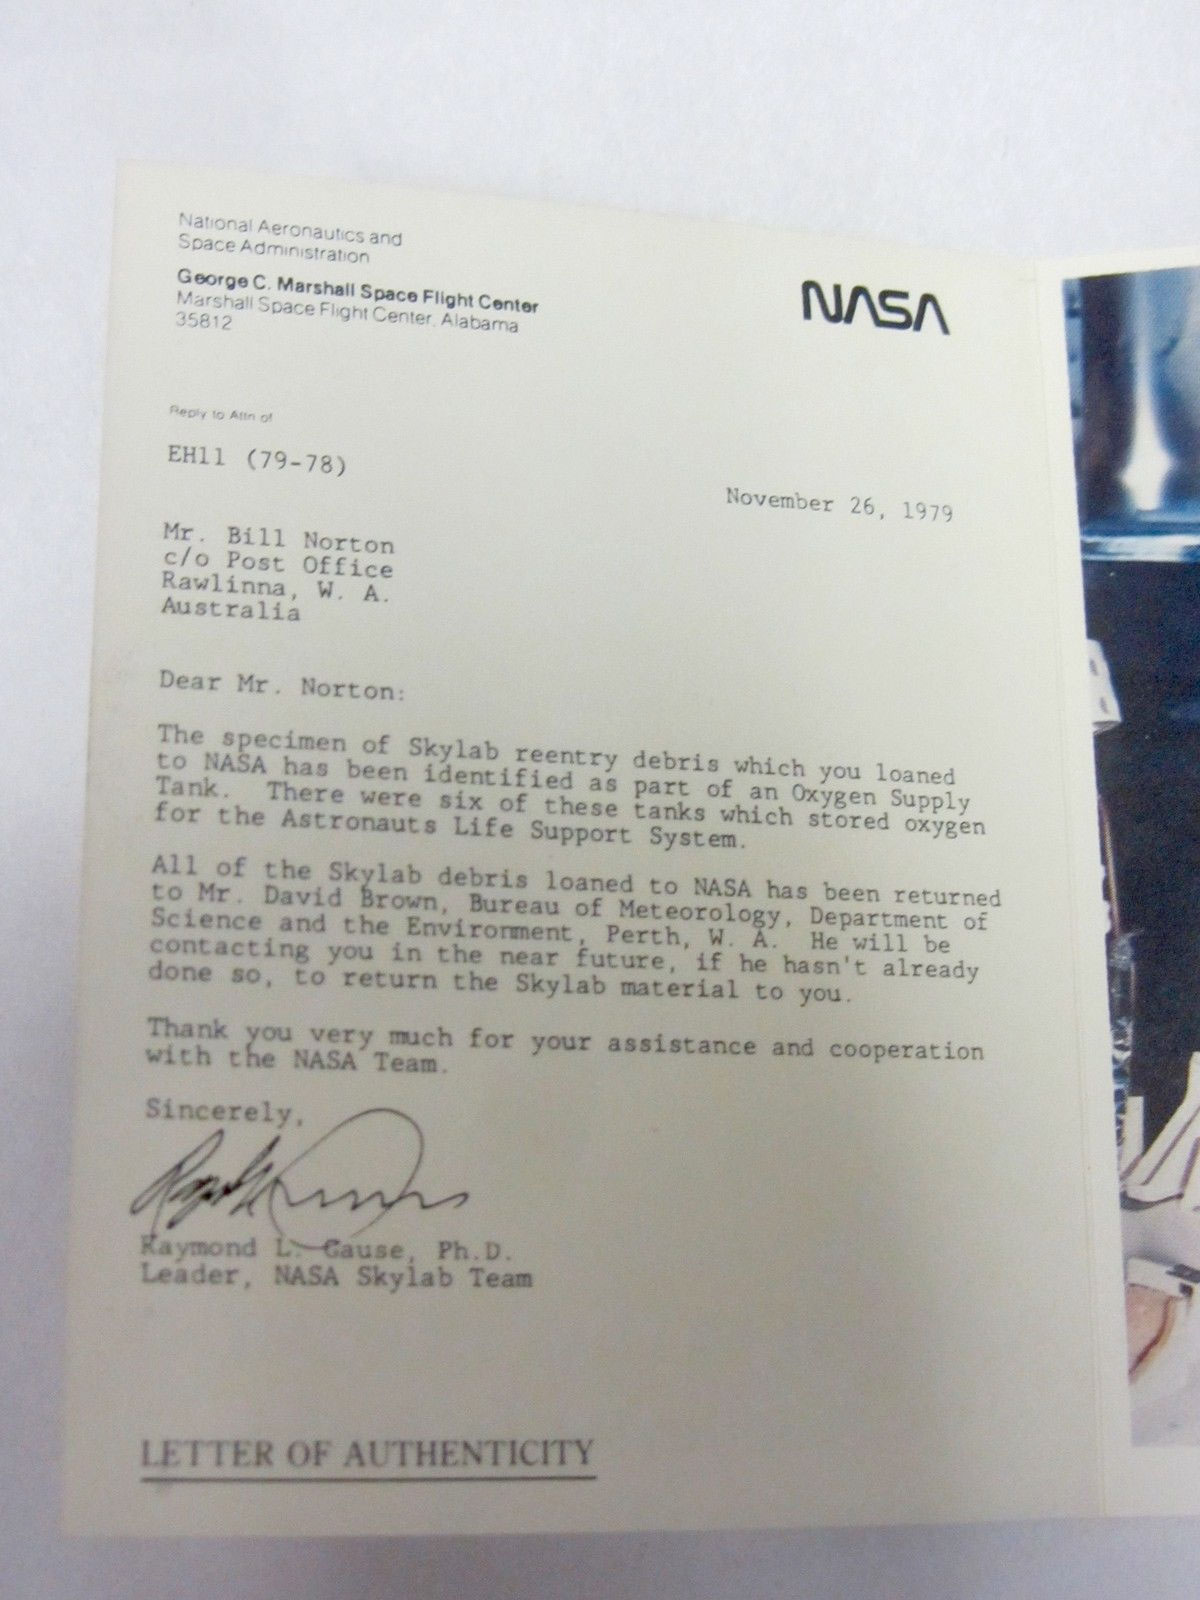 National Aeronautics and
Space Administration
George C. Marshall Space Flight Center
Marshall Space Flight Center, Alabama
35812
NASA
Reply to Attn of
EH11 (79-78)
November 26, 1979
Mr. Bill Norton
c/o Post Office
Rawlinna, W. A.
Australia
Dear Mr. Norton:
The specimen of Skylab reentry debris which you loaned
to NASA has been identified as part of an Oxygen Supply
Tank.  There were six of these tanks which stored oxygen
for the Astronauts Life Support System.
All of the Skylab debris loaned to NASA has been returned
to Mr. David Brown, Bureau of Meteorology, Department of
Science and the Environment, Perth, W. A.  He will be
contacting you in the near future, if he hasn't already
done so, to return the Skylab material to you.
Thank you very much for your assistance and cooperation
with the NASA Team.
Sincerely,
Raymond L. Gause, Ph.D.
Leader, NASA Skylab Team
LETTER OF AUTHENTICITY